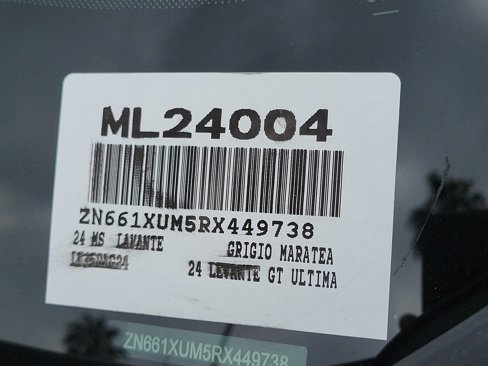 ML24004
ZN661XUM5RX449738
24 MS LAVANTE
GRIGIO MARATEA
24 LEVANTE GT ULTIMA
ZN661XUM5RX449738